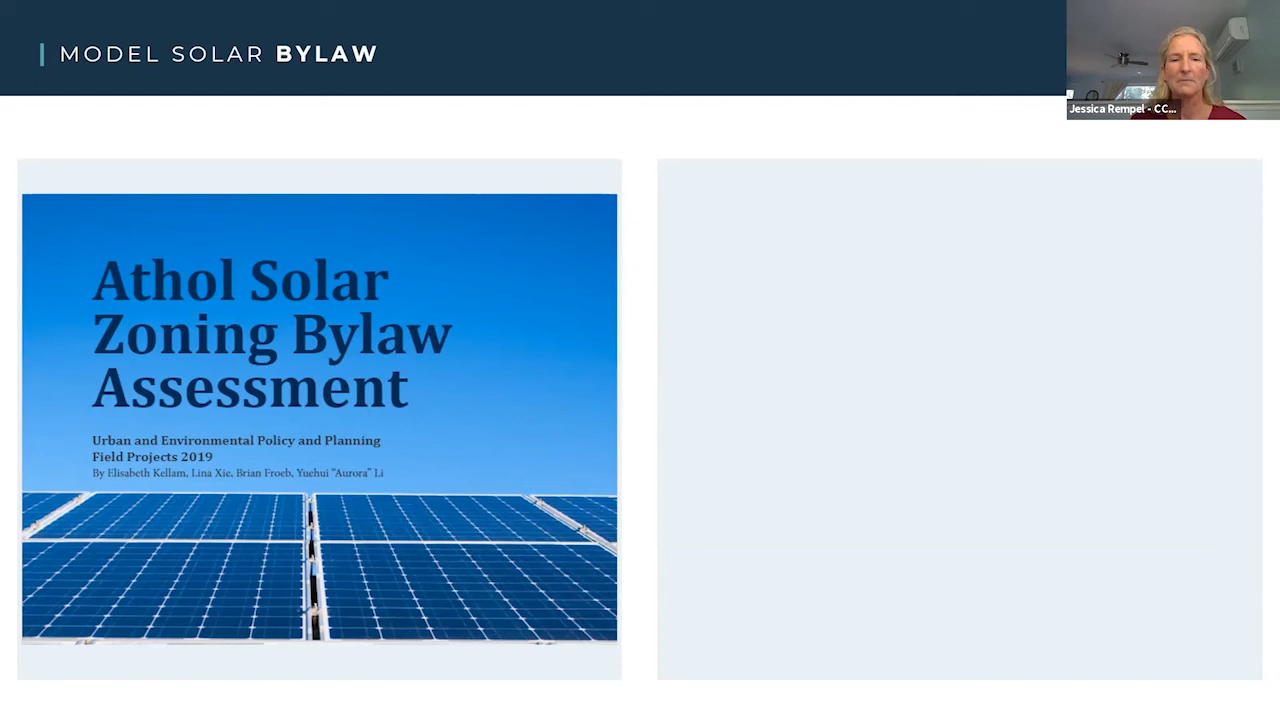 MODEL SOLAR BYLAW
Jessica Rempel - CC...
Athol Solar
Zoning Bylaw
Assessment
Urban and Environmental Policy and Planning
Field Projects 2019
By Elisabeth Kellam, Lina Xie, Brian Froeb, Yuehui "Aurora" Li